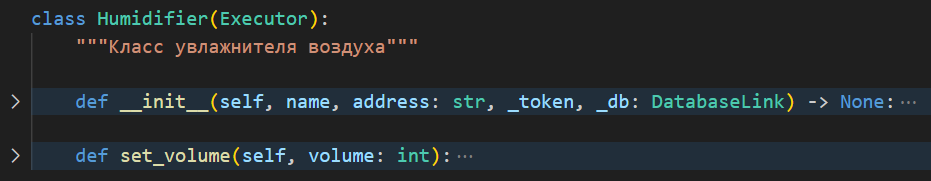 class Humidifier(Executor):
"""Класс увлажнителя воздуха"""
def __init__(self, name, address: str, _token, _db: DatabaseLink) -> None:···
def set_volume(self, volume: int):···